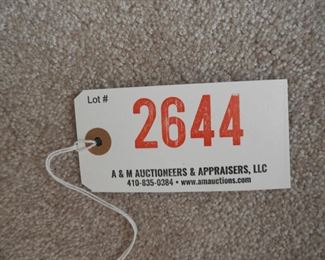 Lot #
2644
A & M AUCTIONEERS & APPRAISERS, LLC
410-835-0384 • www.amauctions.com